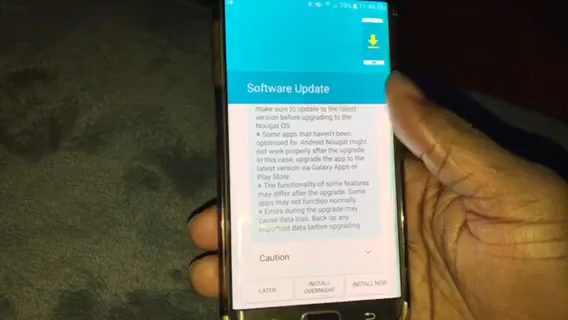 Software Update
make sure to update to the latest
version before upgrading to the
Nougat OS.
• Some apps that haven't been
optimised for Android Nougat might
not work properly after the upgrade
In this case, upgrade the app to the
latest version via Galaxy Apps or
Play Store
• The functionality of some features
may differ after the upgrade. Some
apps may not function normally
• Errors during the upgrade may
cause data loss. Back up any
important data before upgrading
Caution
LATER
INSTALL
OVERNIGHT
INSTALL NOW